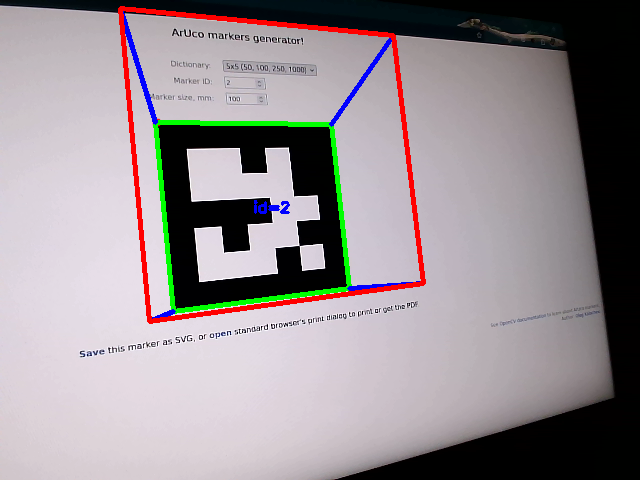 ArUco markers generator!
Dictionary: 5x5 (50, 100, 250, 1000)
Marker ID: 2
Marker size, mm: 100
id=2
Save this marker as SVG, or open standard browser's print dialog to print or get the PDF.